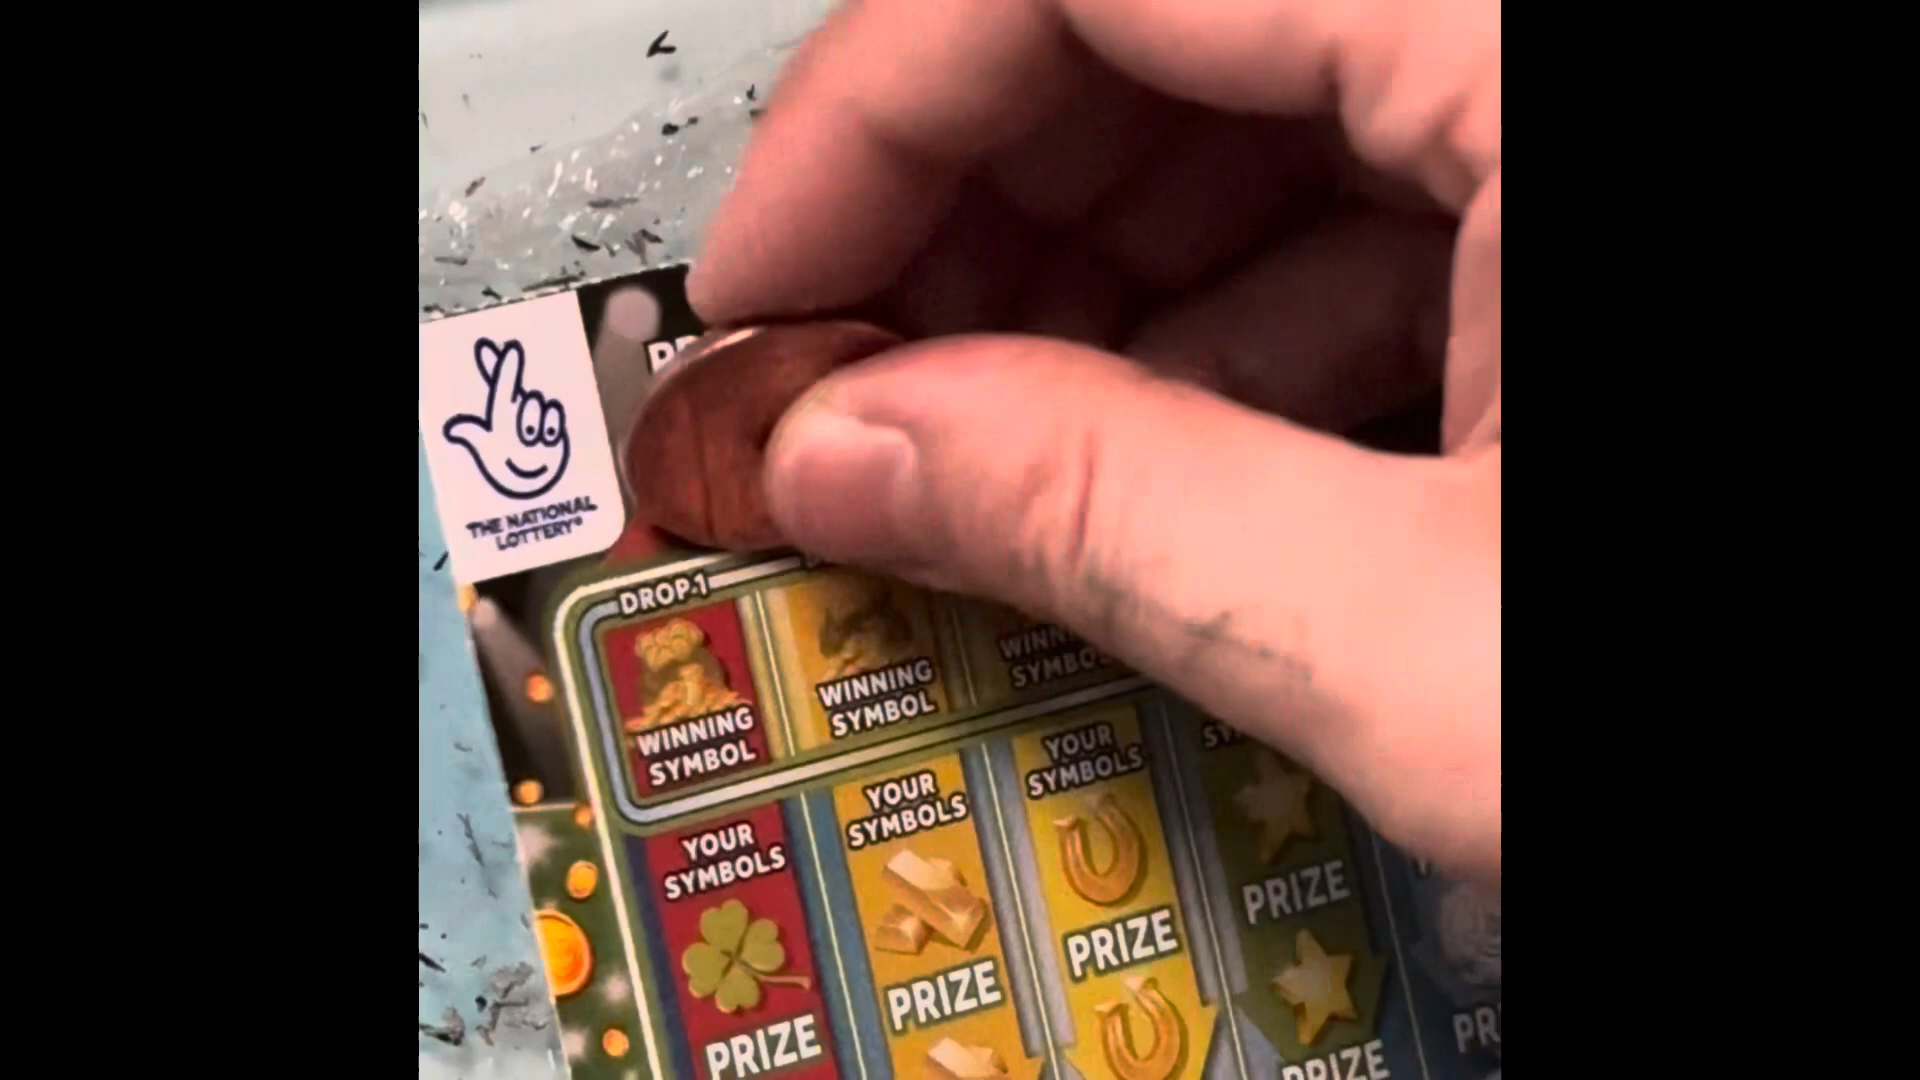 THE NATIONAL
LOTTERY®
DROP 1
WINNING
SYMBOL
WINNING
SYMBOL
YOUR
SYMBOLS
PRIZE
YOUR
SYMBOLS
PRIZE
YOUR
SYMBOLS
PRIZE
PRIZE
PRIZE